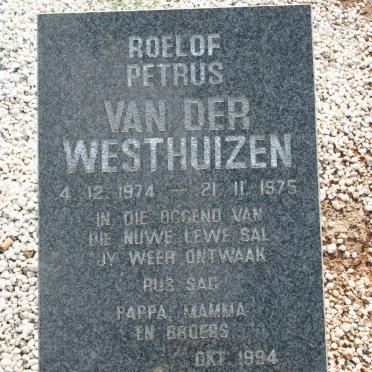 ROELOF
PETRUS
VAN DER
WESTHUIZEN
4.12.1974 — 21.11.1975
IN DIE OGGEND VAN
DIE NUWE LEWE SAL
JY WEER ONTWAAK
RUS SAG
PAPPA, MAMMA
EN BROERS
OKT 1994